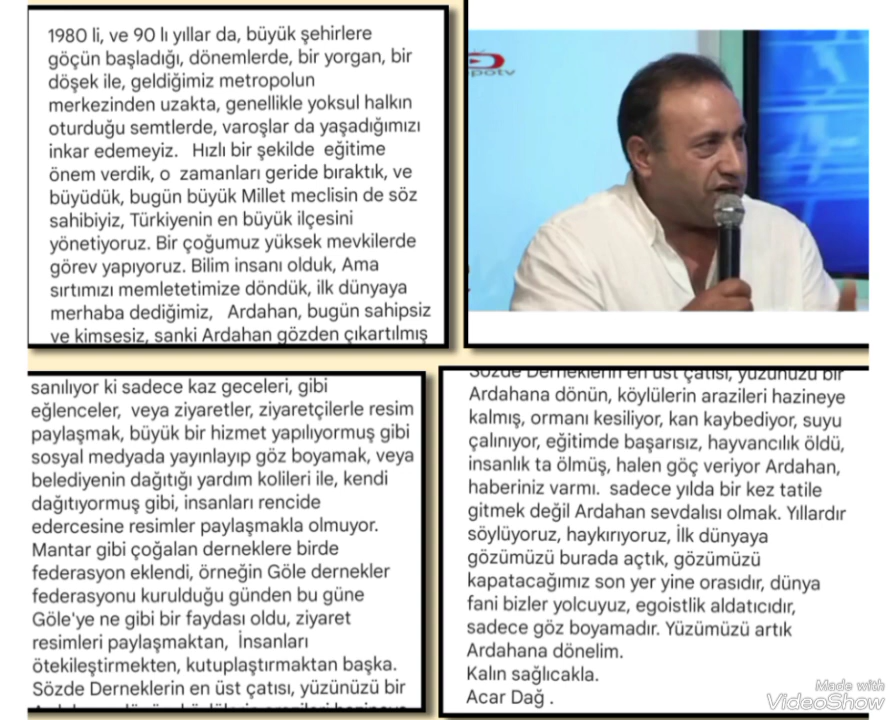 1980 li, ve 90 lı yıllar da, büyük şehirlere
göçün başladığı, dönemlerde, bir yorgan, bir
döşek ile, geldiğimiz metropolun
merkezinden uzakta, genellikle yoksul halkın
oturduğu semtlerde, varoşlar da yaşadığımızı
inkar edemeyiz. Hızlı bir şekilde eğitime
önem verdik, o zamanları geride bıraktık, ve
büyüdük, bugün büyük Millet meclisin de söz
sahibiyiz, Türkiyenin en büyük ilçesini
yönetiyoruz. Bir çoğumuz yüksek mevkilerde
görev yapıyoruz. Bilim insanı olduk, Ama
sırtımızı memletetimize döndük, ilk dünyaya
merhaba dediğimiz, Ardahan, bugün sahipsiz
ve kimsesiz, sanki Ardahan gözden çıkartılmış
potv
sanılıyor ki sadece kaz geceleri, gibi
eğlenceler, veya ziyaretler, ziyaretçilerle resim
paylaşmak, büyük bir hizmet yapılıyormuş gibi
sosyal medyada yayınlayıp göz boyamak, veya
belediyenin dağıtığı yardım kolileri ile, kendi
dağıtıyormuş gibi, insanları rencide
edercesine resimler paylaşmakla olmuyor.
Mantar gibi çoğalan derneklere birde
federasyon eklendi, örneğin Göle dernekler
federasyonu kurulduğu günden bu güne
Göle'ye ne gibi bir faydası oldu, ziyaret
resimleri paylaşmaktan, İnsanları
ötekileştirmekten, kutuplaştırmaktan başka.
Sözde Derneklerin en üst çatısı, yüzünüzü bir
Sözde Derneklerin en üst çatısı, yüzünüzü bir
Ardahana dönün, köylülerin arazileri hazineye
kalmış, ormanı kesiliyor, kan kaybediyor, suyu
çalınıyor, eğitimde başarısız, hayvancılık öldü,
insanlık ta ölmüş, halen göç veriyor Ardahan,
haberiniz varmı. sadece yılda bir kez tatile
gitmek değil Ardahan sevdalısı olmak. Yıllardır
söylüyoruz, haykırıyoruz, İlk dünyaya
gözümüzü burada açtık, gözümüzü
kapatacağımız son yer yine orasıdır, dünya
fani bizler yolcuyuz, egoistlik aldatıcıdır,
sadece göz boyamadır. Yüzümüzü artık
Ardahana dönelim.
Kalın sağlıcakla.
Acar Dağ .
Made with
VideoShow